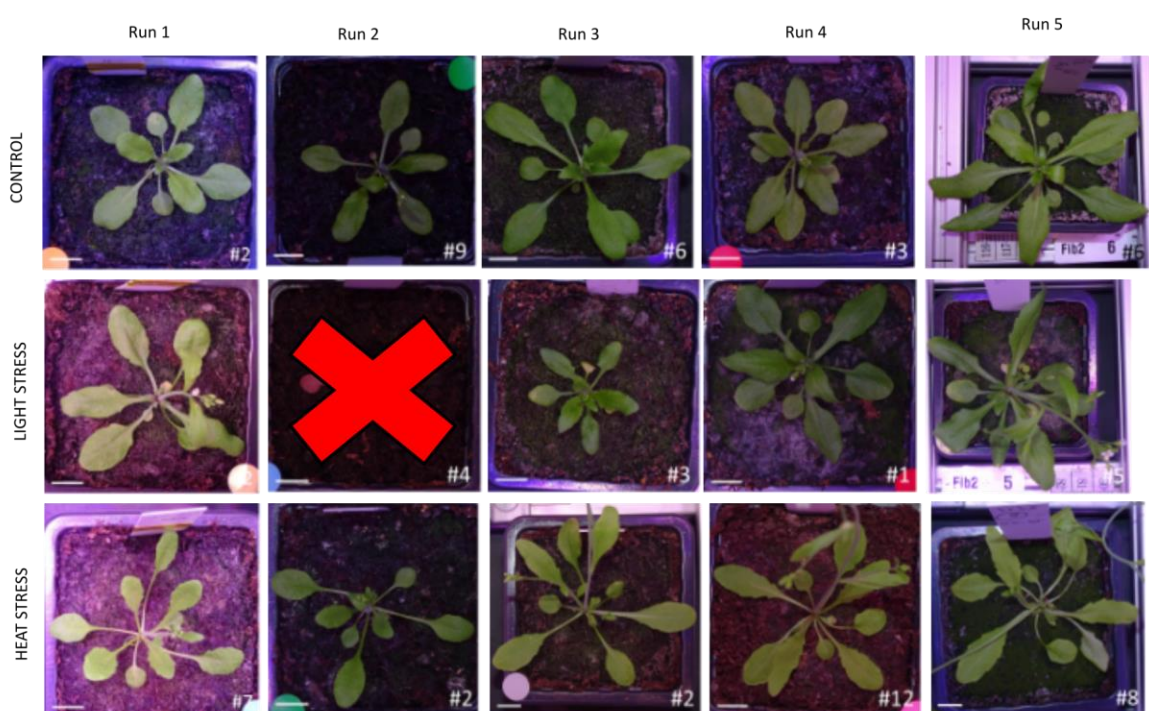 Run 1
Run 2
Run 3
Run 4
Run 5
CONTROL
#2
#9
#6
#3
Fib2 6 #6
LIGHT STRESS
#4
#3
#1
Fib2 5 #5
HEAT STRESS
#7
#2
#2
#12
#8